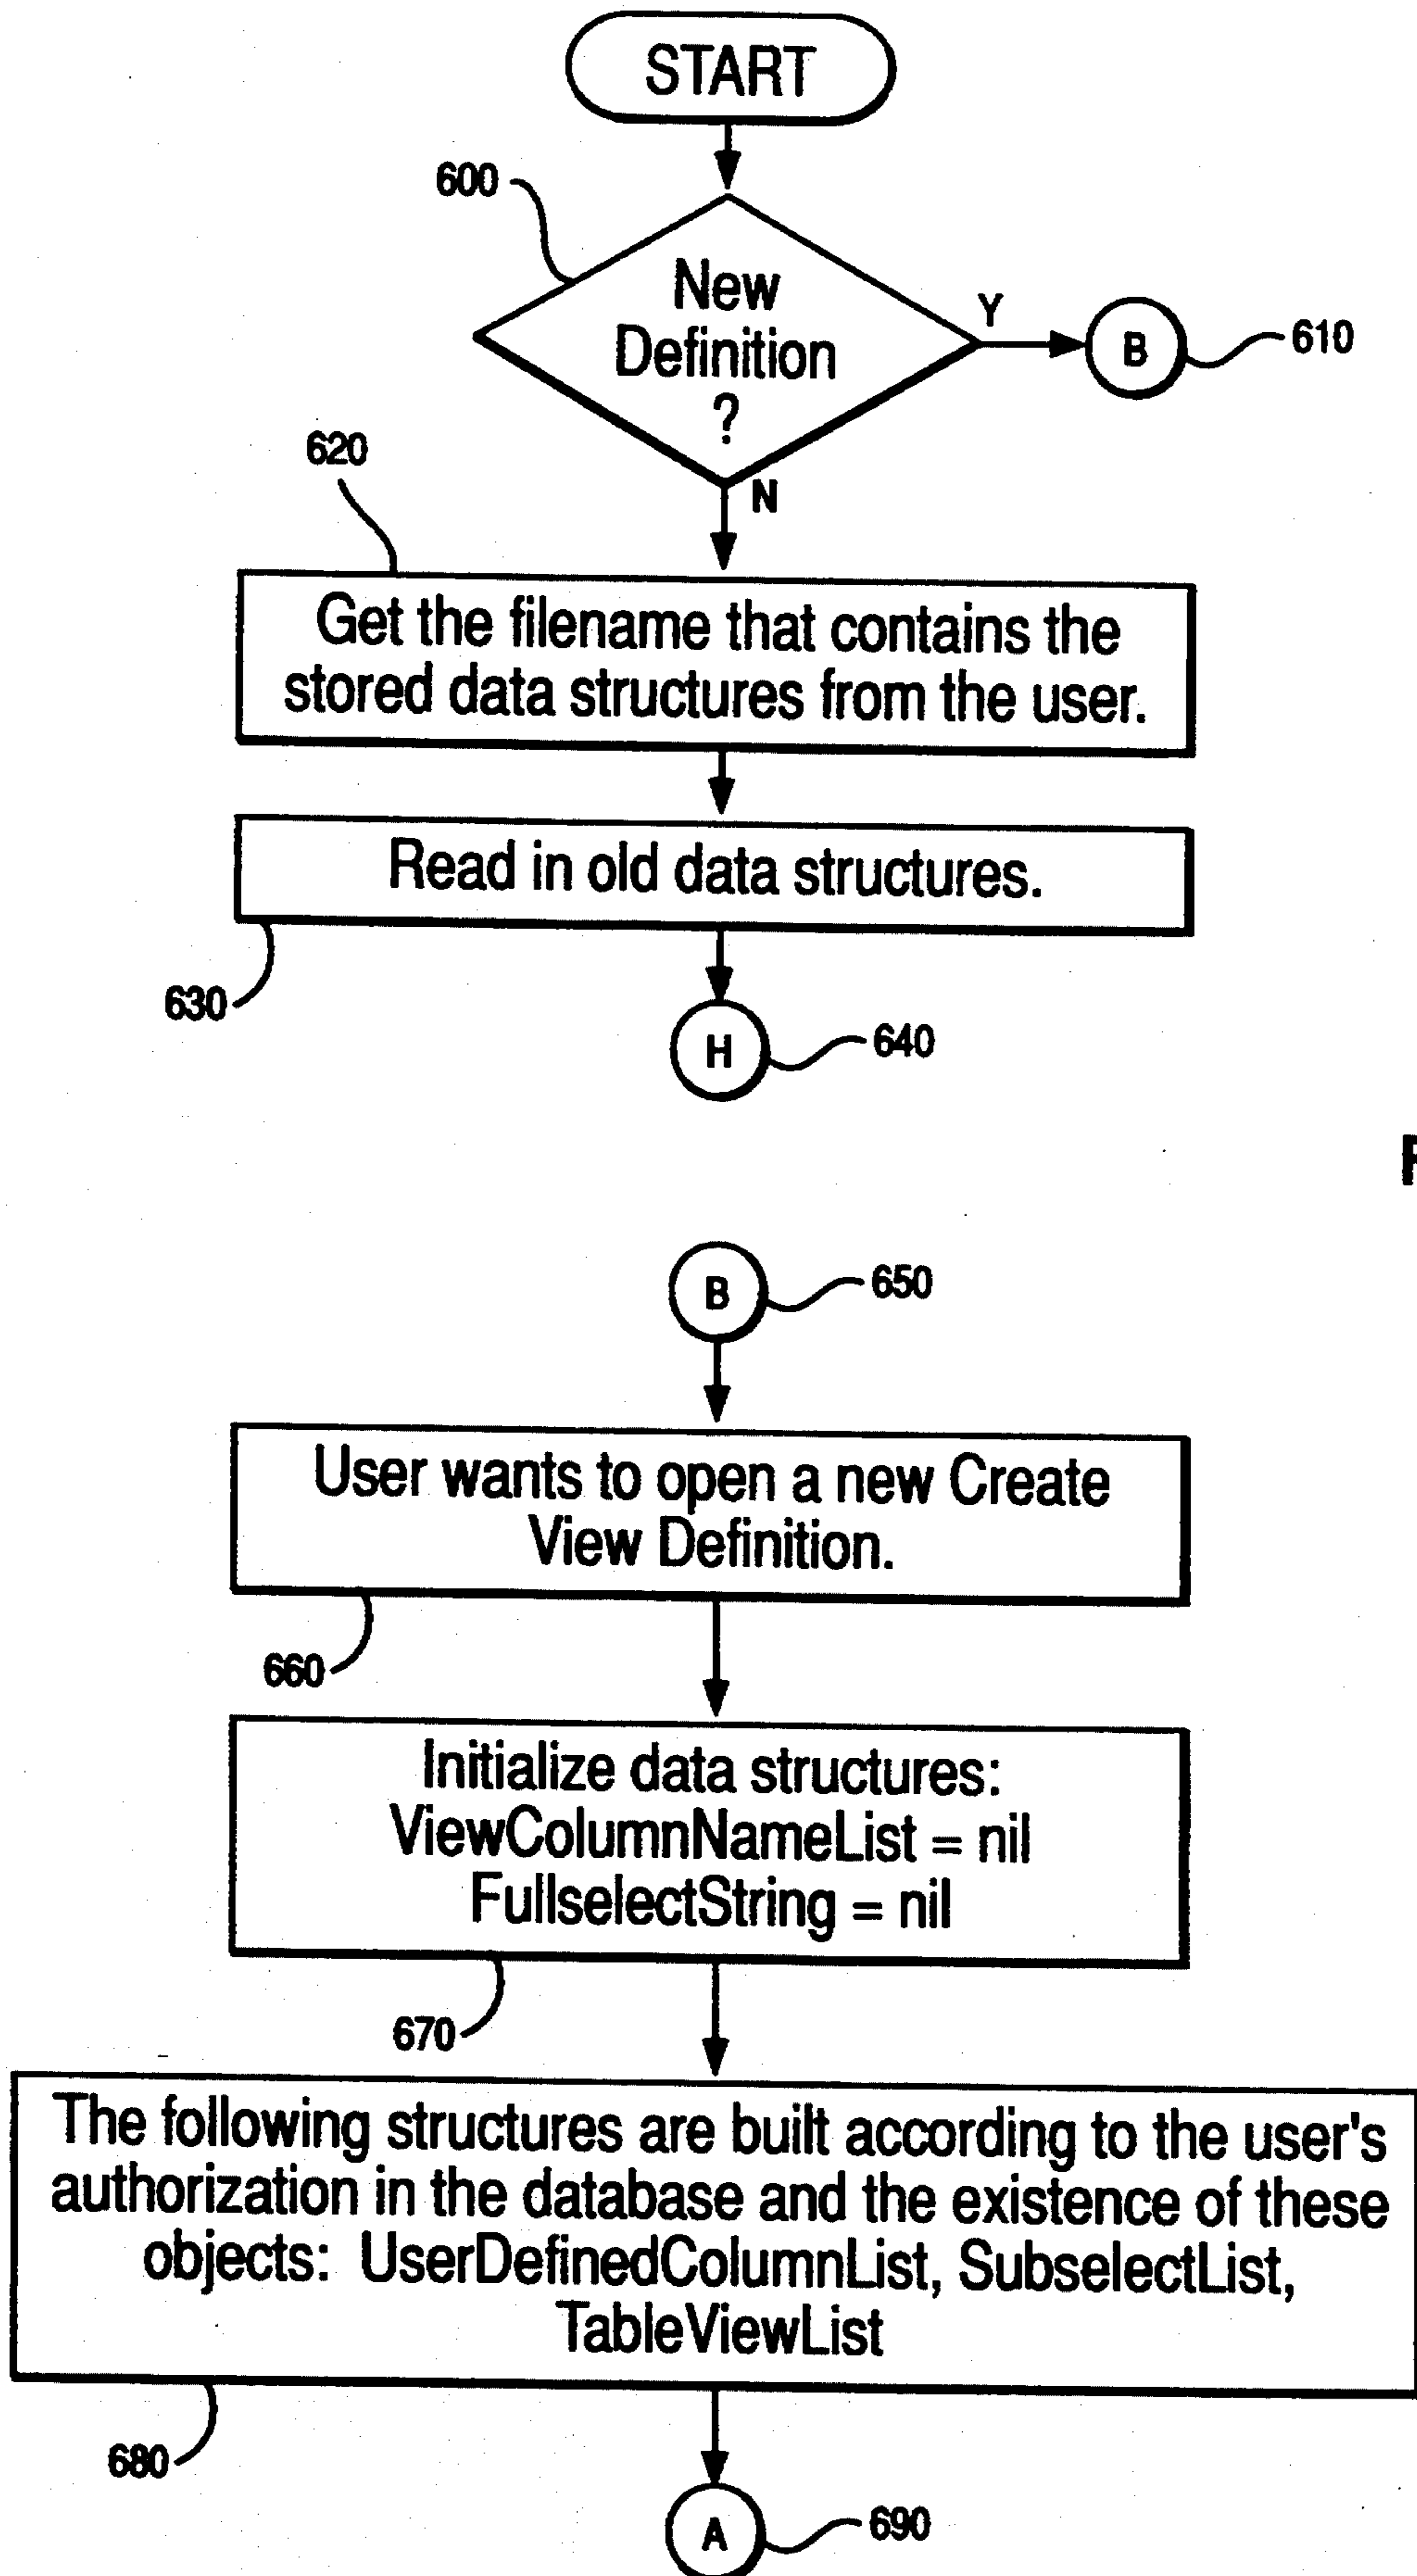 START
600
New
Definition
?
Y
B
610
N
620
Get the filename that contains the
stored data structures from the user.
Read in old data structures.
630
H
640
B
650
User wants to open a new Create
View Definition.
660
Initialize data structures:
ViewColumnNameList = nil
FullselectString = nil
670
The following structures are built according to the user's
authorization in the database and the existence of these
objects: UserDefinedColumnList, SubselectList,
TableViewList
680
A
690